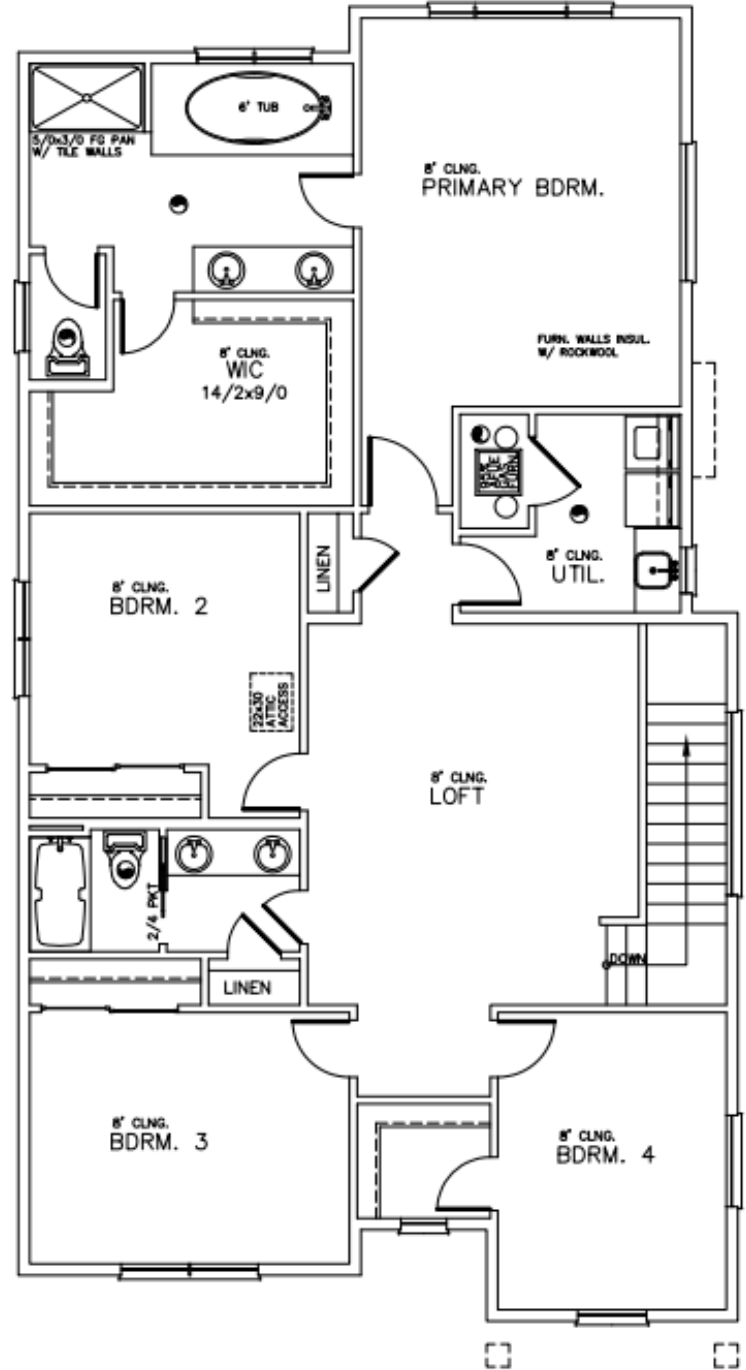 6' TUB
5/0x3/0 FG PAN
W/ TILE WALLS
8' CLNG.
PRIMARY BDRM.
FURN. WALLS INSUL.
W/ ROCKWOOL
8' CLNG.
WIC
14/2x9/0
LINEN
8' CLNG.
UTIL.
8' CLNG.
BDRM. 2
22x30
ATTIC
ACCESS
8' CLNG.
LOFT
2/4 PKT
DOWN
LINEN
8' CLNG.
BDRM. 3
8' CLNG.
BDRM. 4